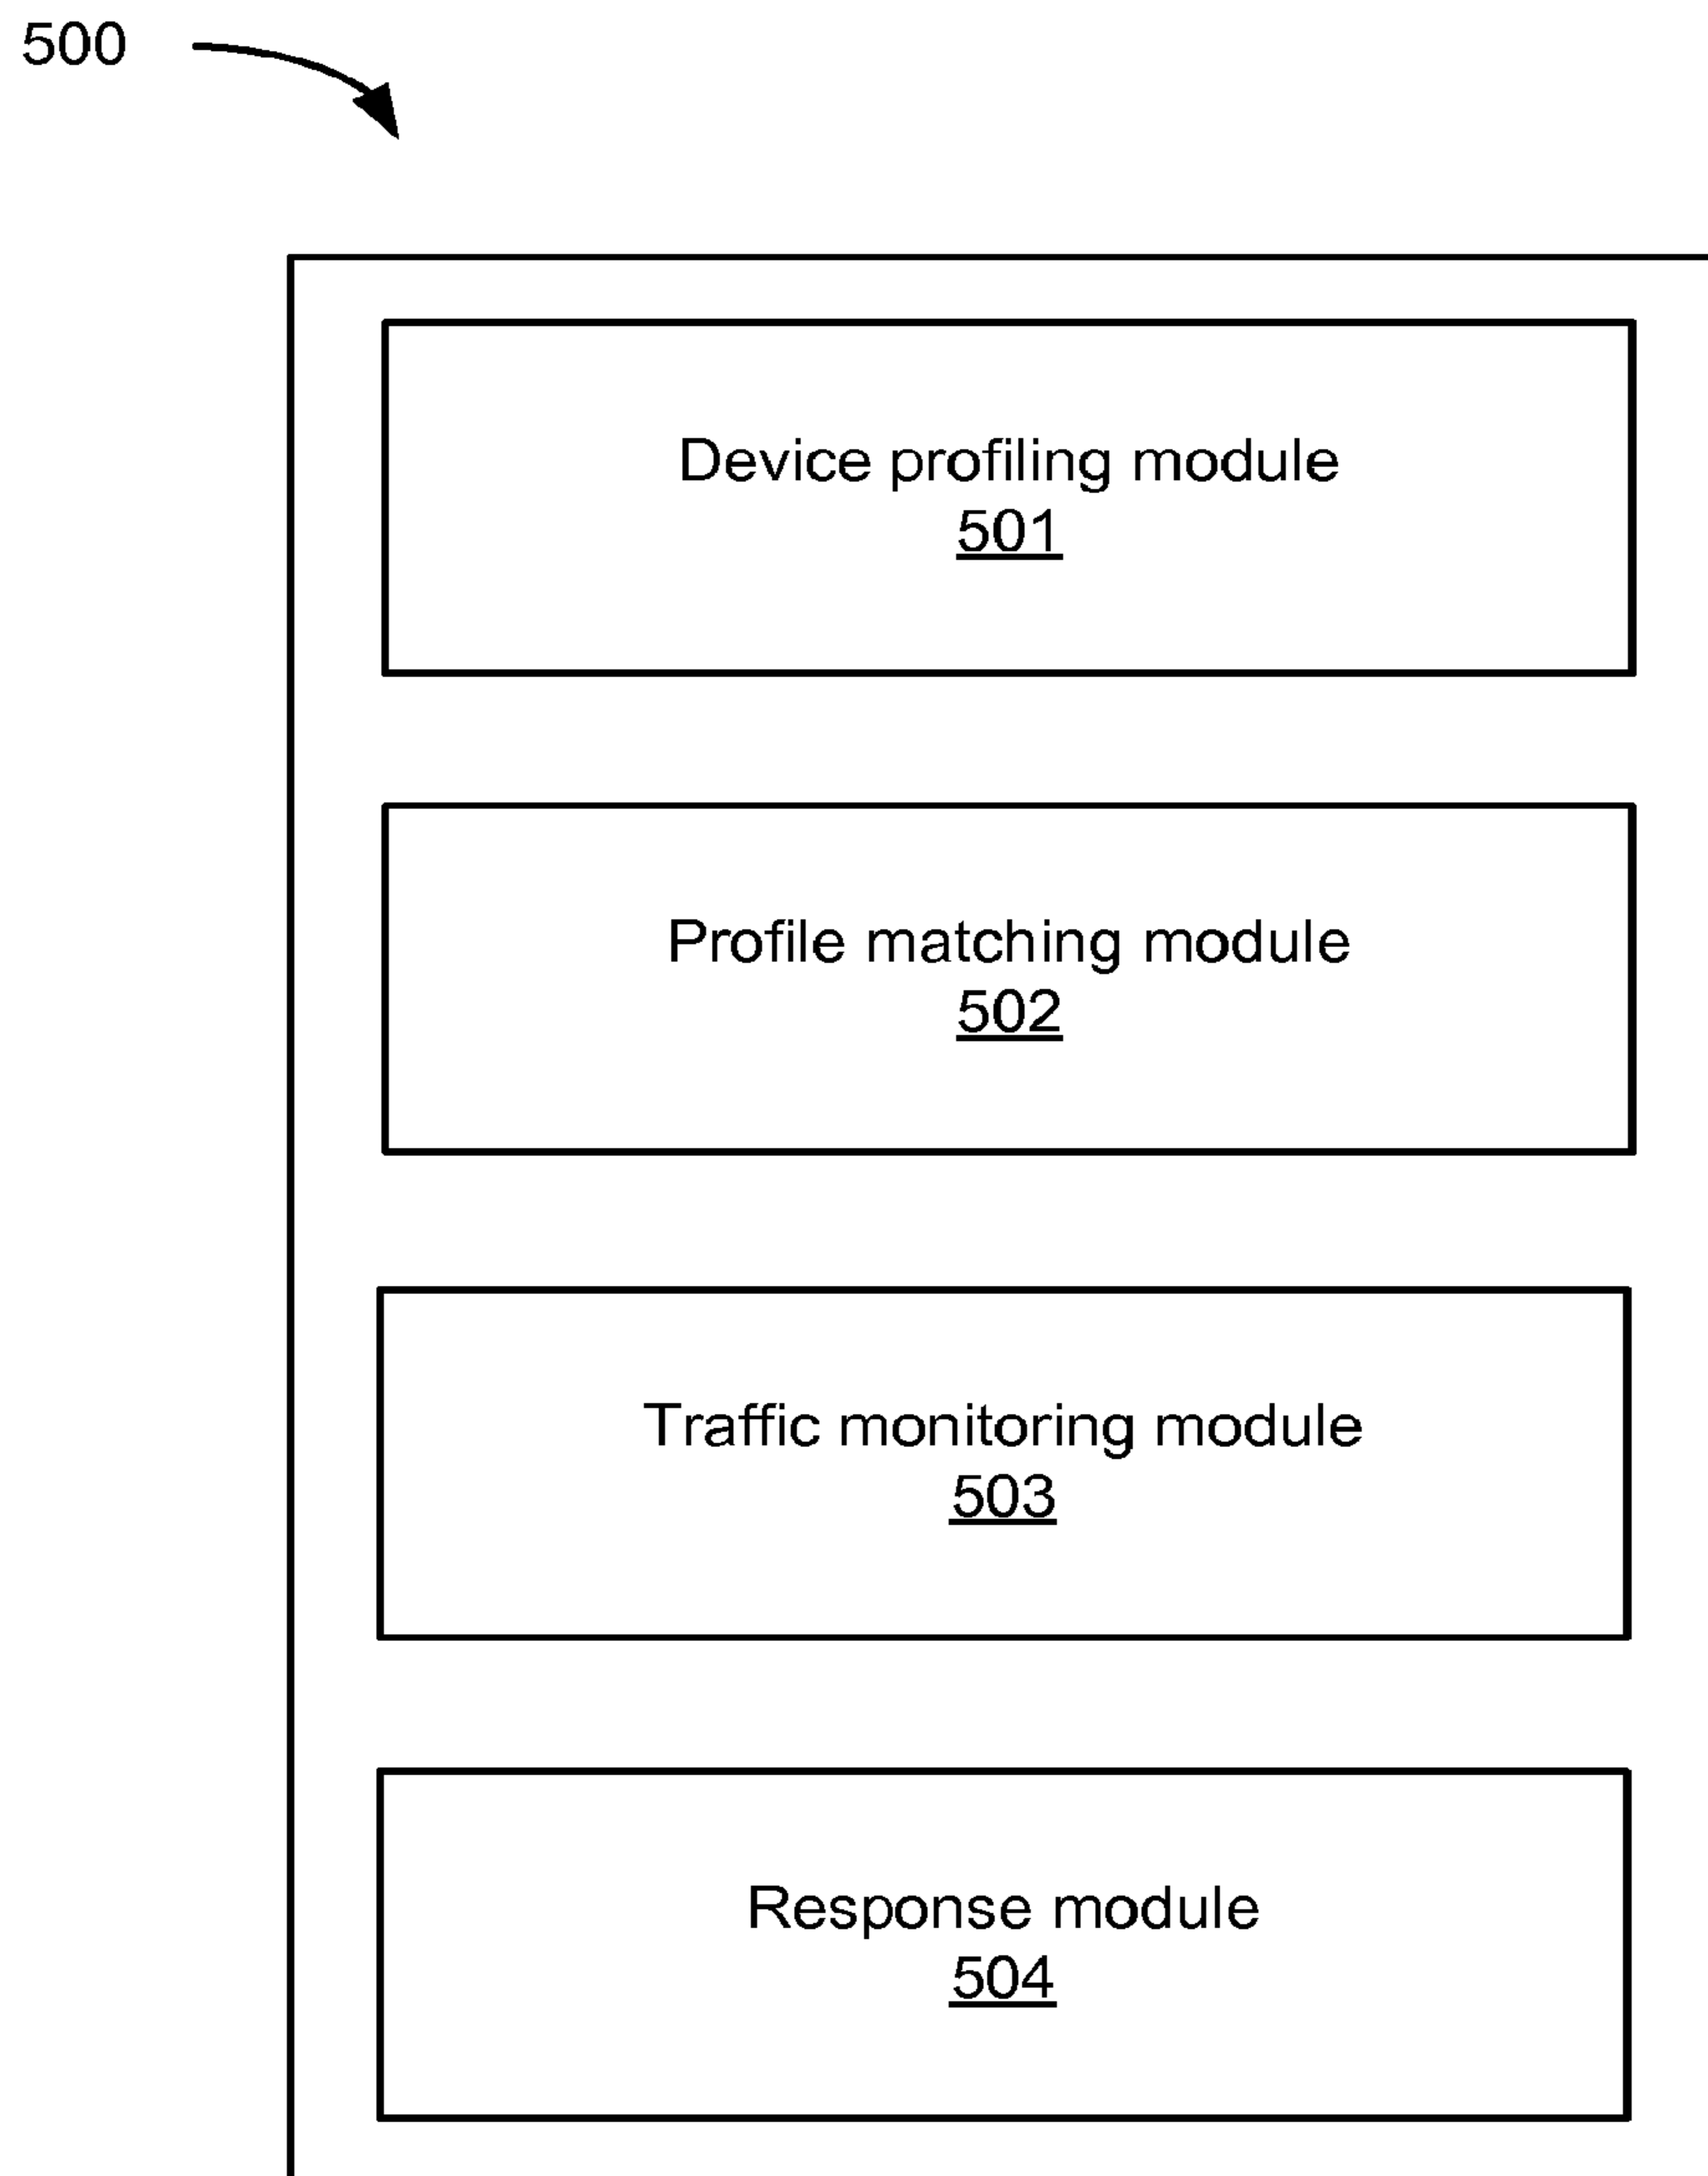 500
Device profiling module
501
Profile matching module
502
Traffic monitoring module
503
Response module
504